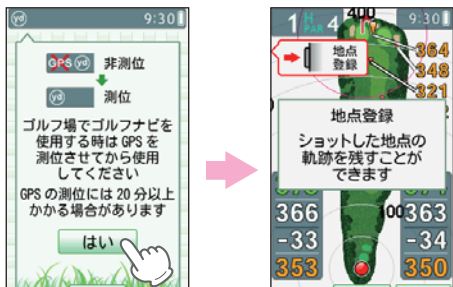 yd 9:30
GPS yd 非測位
yd 測位
ゴルフ場でゴルフナビを
使用する時は GPS を
測位させてから使用
してください
GPS の測位には 20 分以上
かかる場合があります
はい
1 H PAR 4 400 9:30
地点
登録
364
348
321
地点登録
ショットした地点の
軌跡を残すことが
できます
366 100 363
-33 -34
353 350